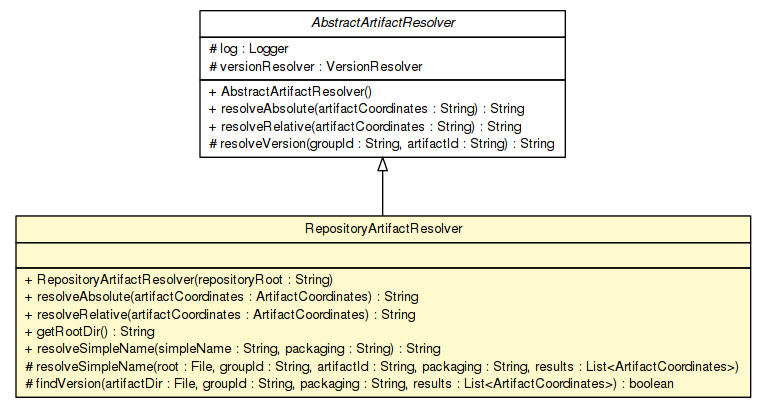 AbstractArtifactResolver
# log : Logger
# versionResolver : VersionResolver
+ AbstractArtifactResolver()
+ resolveAbsolute(artifactCoordinates : String) : String
+ resolveRelative(artifactCoordinates : String) : String
# resolveVersion(groupId : String, artifactId : String) : String
RepositoryArtifactResolver
+ RepositoryArtifactResolver(repositoryRoot : String)
+ resolveAbsolute(artifactCoordinates : ArtifactCoordinates) : String
+ resolveRelative(artifactCoordinates : ArtifactCoordinates) : String
+ getRootDir() : String
+ resolveSimpleName(simpleName : String, packaging : String) : String
# resolveSimpleName(root : File, groupId : String, artifactId : String, packaging : String, results : List<ArtifactCoordinates>)
# findVersion(artifactDir : File, groupId : String, packaging : String, results : List<ArtifactCoordinates>) : boolean